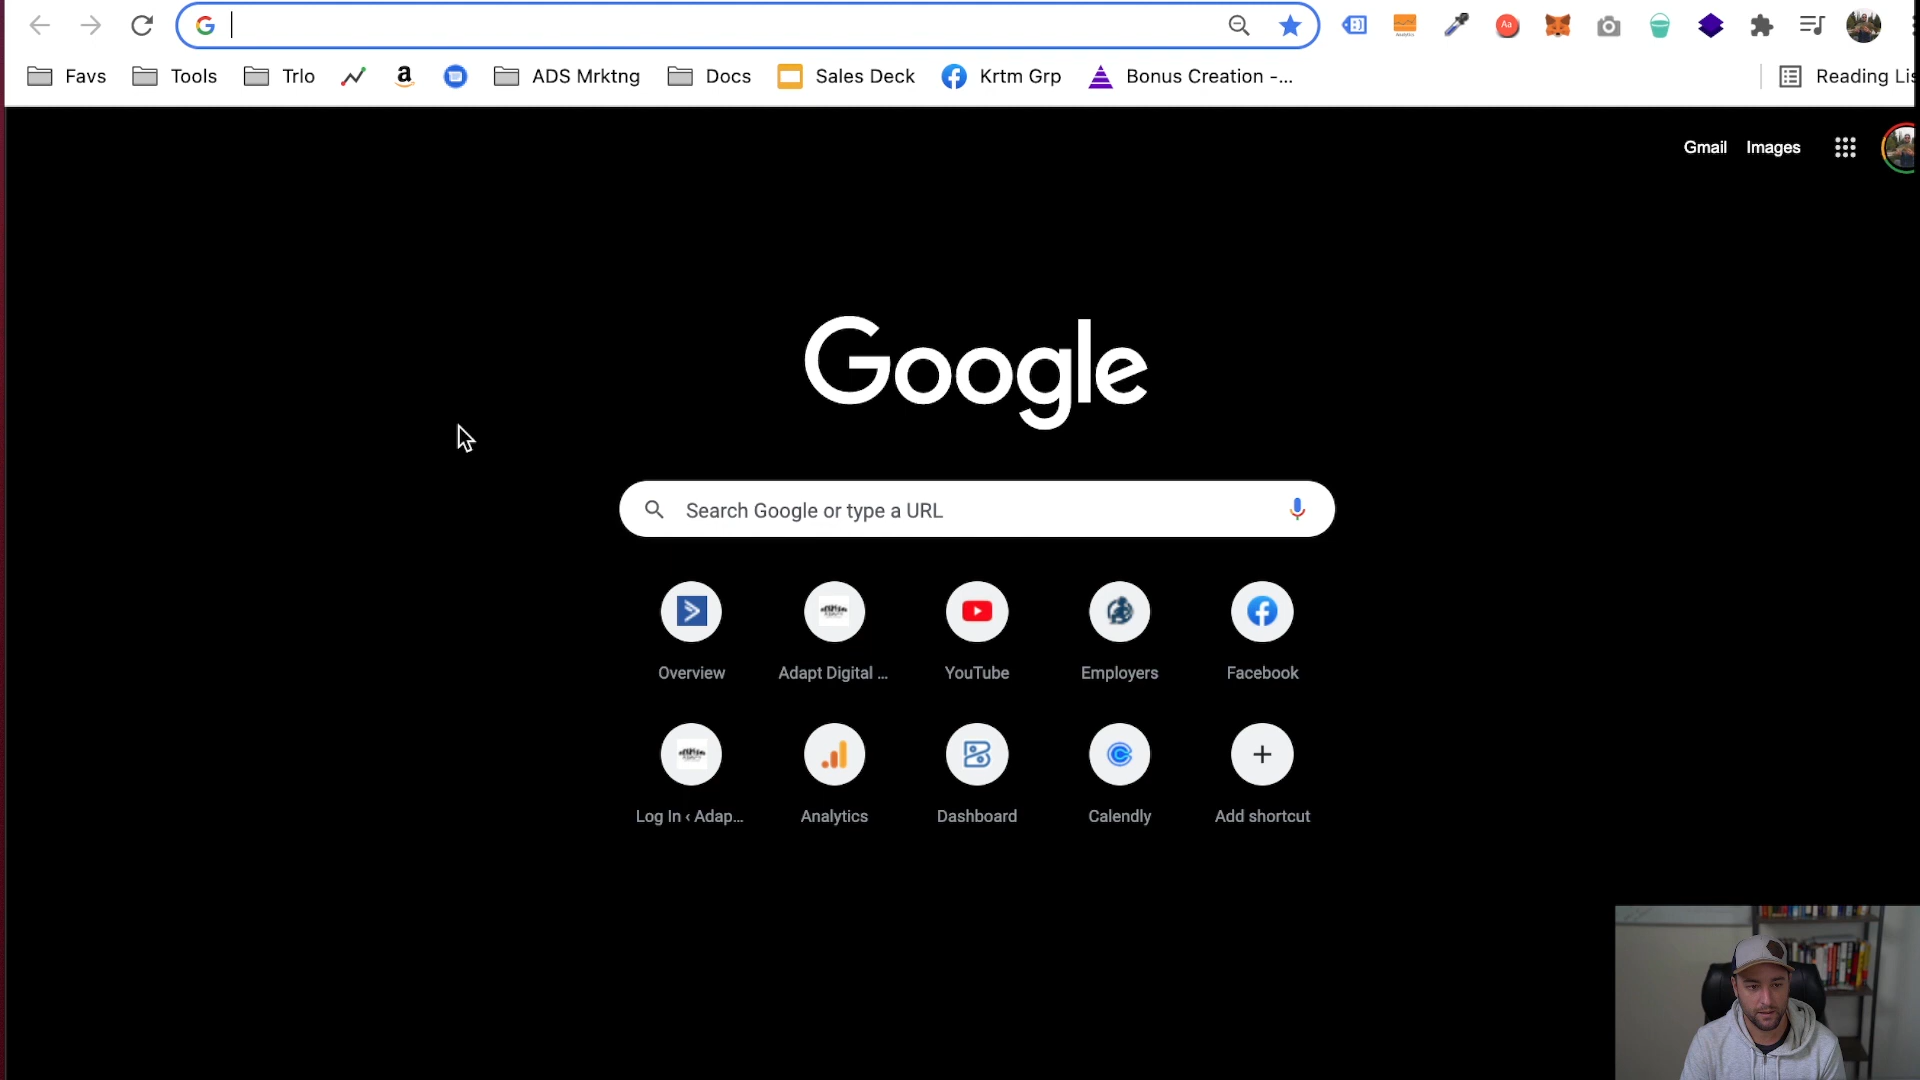 Favs Tools Trlo a ADS Mrktng Docs Sales Deck Krtm Grp Bonus Creation -... Reading Lis
Gmail Images
Google
Search Google or type a URL
Overview Adapt Digital ... YouTube Employers Facebook
Log In ‹ Adap... Analytics Dashboard Calendly Add shortcut